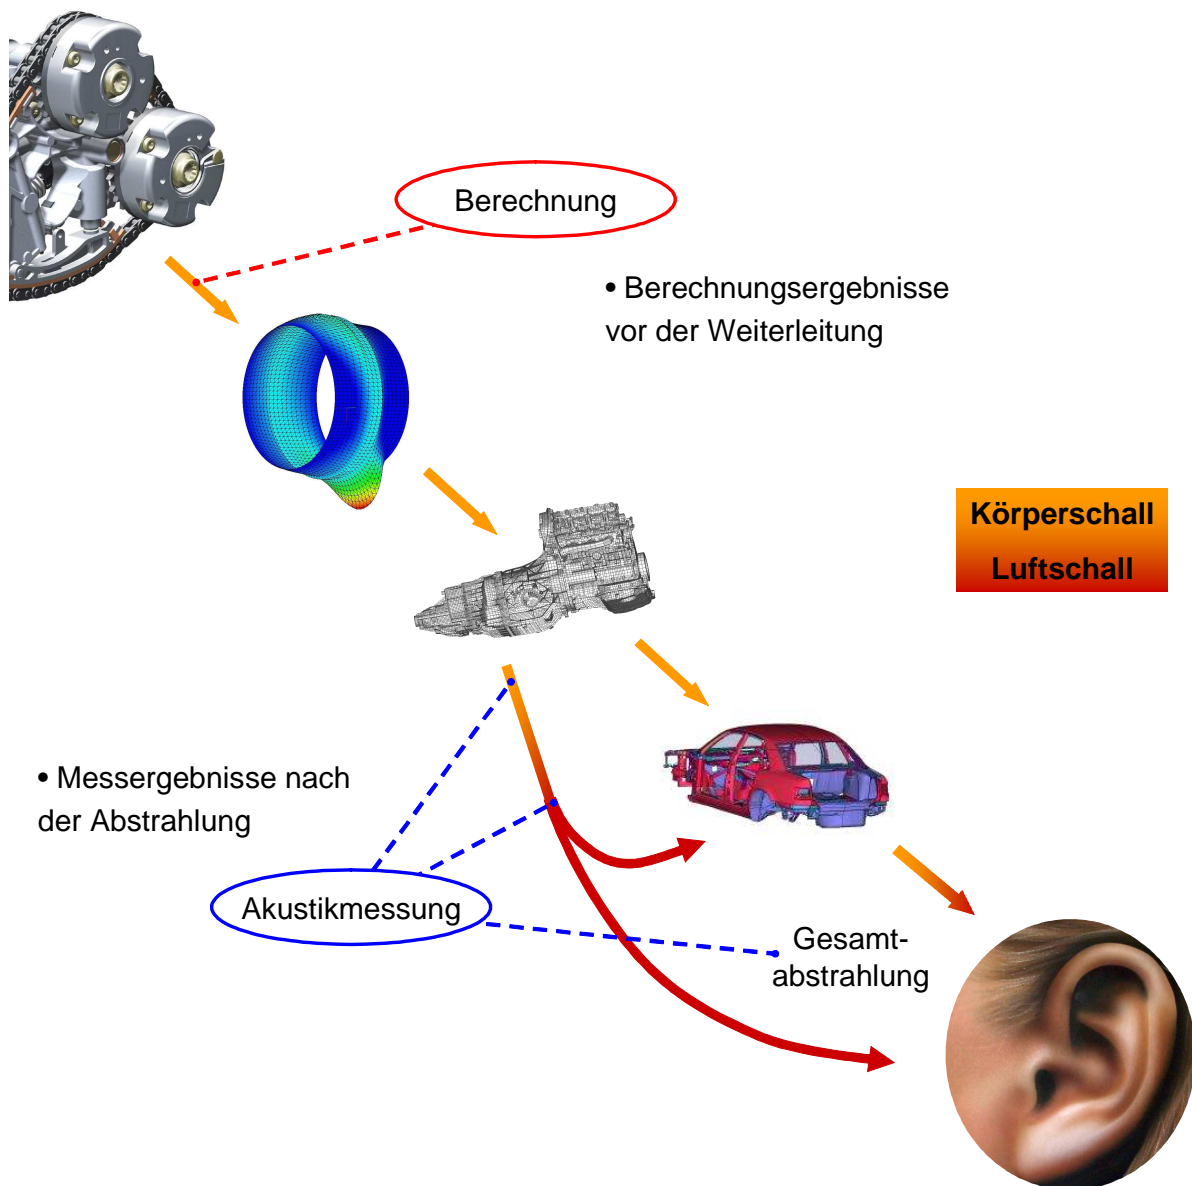 Berechnung
• Berechnungsergebnisse
vor der Weiterleitung
Körperschall
Luftschall
• Messergebnisse nach
der Abstrahlung
Akustikmessung
Gesamt-
abstrahlung